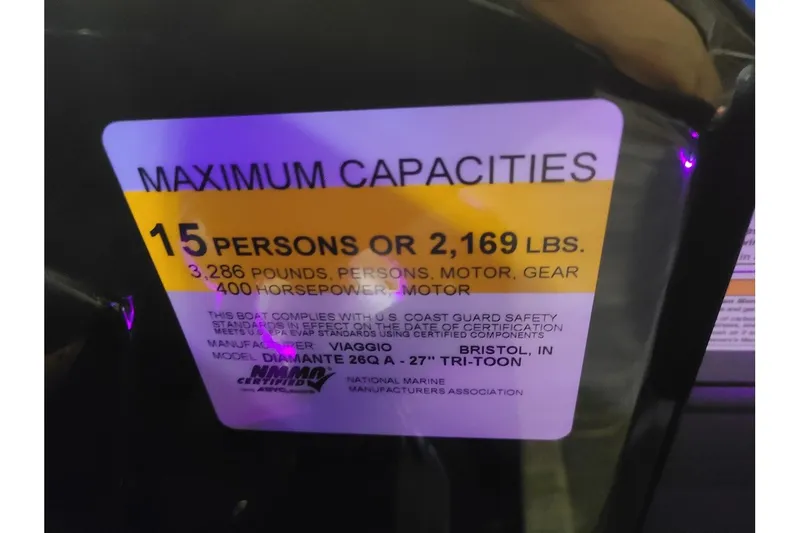 MAXIMUM CAPACITIES
15 PERSONS OR 2,169 LBS.
3,286 POUNDS, PERSONS, MOTOR, GEAR
400 HORSEPOWER, MOTOR
THIS BOAT COMPLIES WITH U.S. COAST GUARD SAFETY
STANDARDS IN EFFECT ON THE DATE OF CERTIFICATION
MEETS U.S. EPA EVAP STANDARDS USING CERTIFIED COMPONENTS
MANUFACTURER: VIAGGIO BRISTOL, IN
MODEL DIAMANTE 26Q A - 27" TRI-TOON
NMMA
CERTIFIED
NATIONAL MARINE
MANUFACTURERS ASSOCIATION